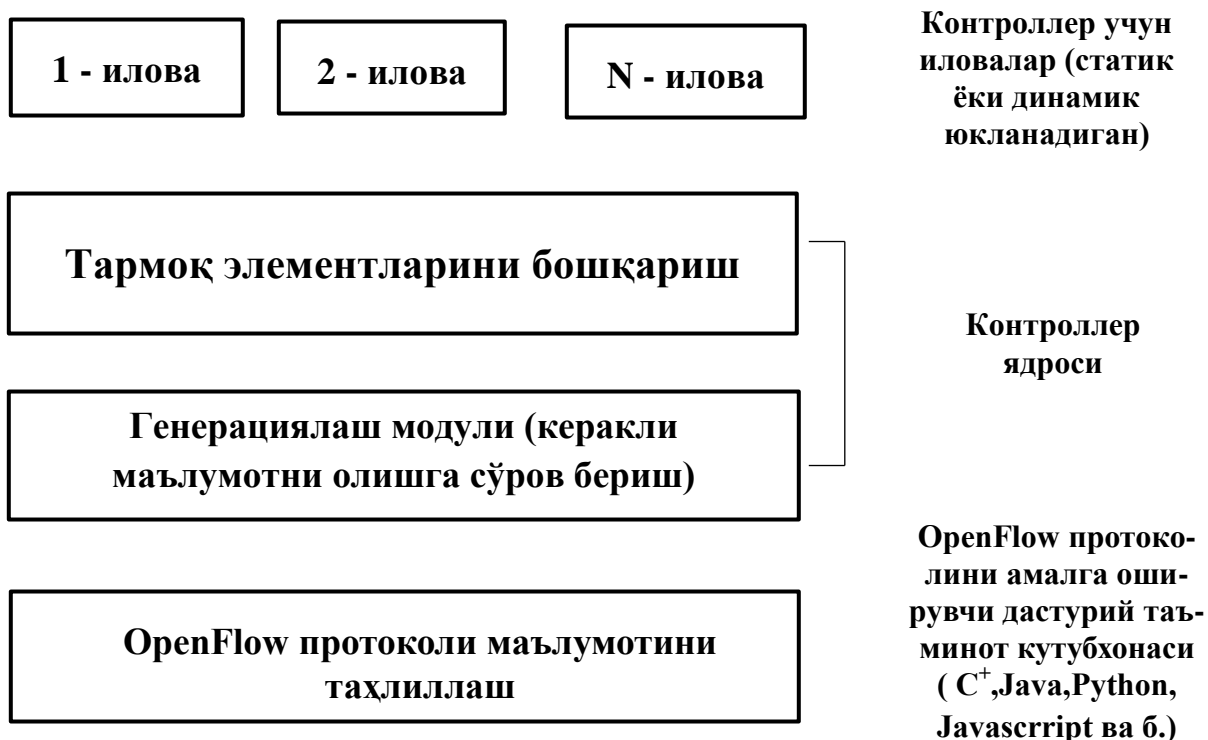 1 - илова
2 - илова
N - илова
Контроллер учун
иловалар (статик
ёки динамик
юкланадиган)
Тармоқ элементларини бошқариш
Контроллер
ядроси
Генерациялаш модули (керакли
маълумотни олишга сўров бериш)
OpenFlow протоколи маълумотини
таҳлиллаш
OpenFlow протоко-
лини амалга оши-
рувчи дастурий таъ-
минот кутубхонаси
( C⁺,Java,Python,
Javascrript ва б.)